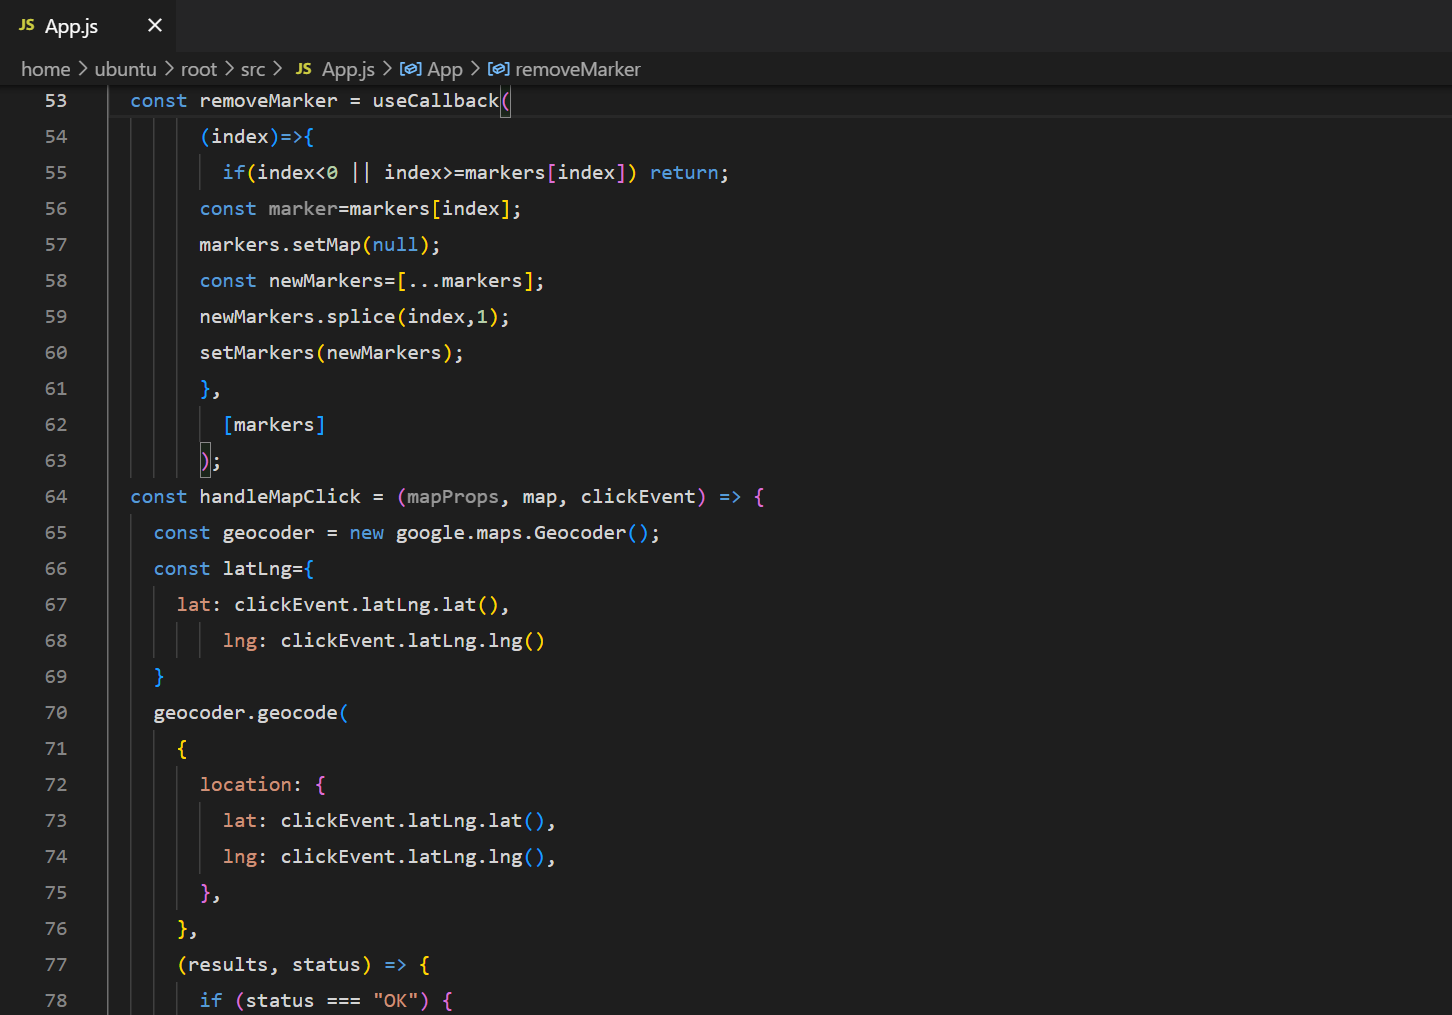 JS App.js ×
home > ubuntu > root > src > JS App.js > App > removeMarker
53 const removeMarker = useCallback(
54 (index)=>{
55 if(index<0 || index>=markers[index]) return;
56 const marker=markers[index];
57 markers.setMap(null);
58 const newMarkers=[...markers];
59 newMarkers.splice(index,1);
60 setMarkers(newMarkers);
61 },
62 [markers]
63 );
64 const handleMapClick = (mapProps, map, clickEvent) => {
65 const geocoder = new google.maps.Geocoder();
66 const latLng={
67 lat: clickEvent.latLng.lat(),
68 lng: clickEvent.latLng.lng()
69 }
70 geocoder.geocode(
71 {
72 location: {
73 lat: clickEvent.latLng.lat(),
74 lng: clickEvent.latLng.lng(),
75 },
76 },
77 (results, status) => {
78 if (status === "OK") {